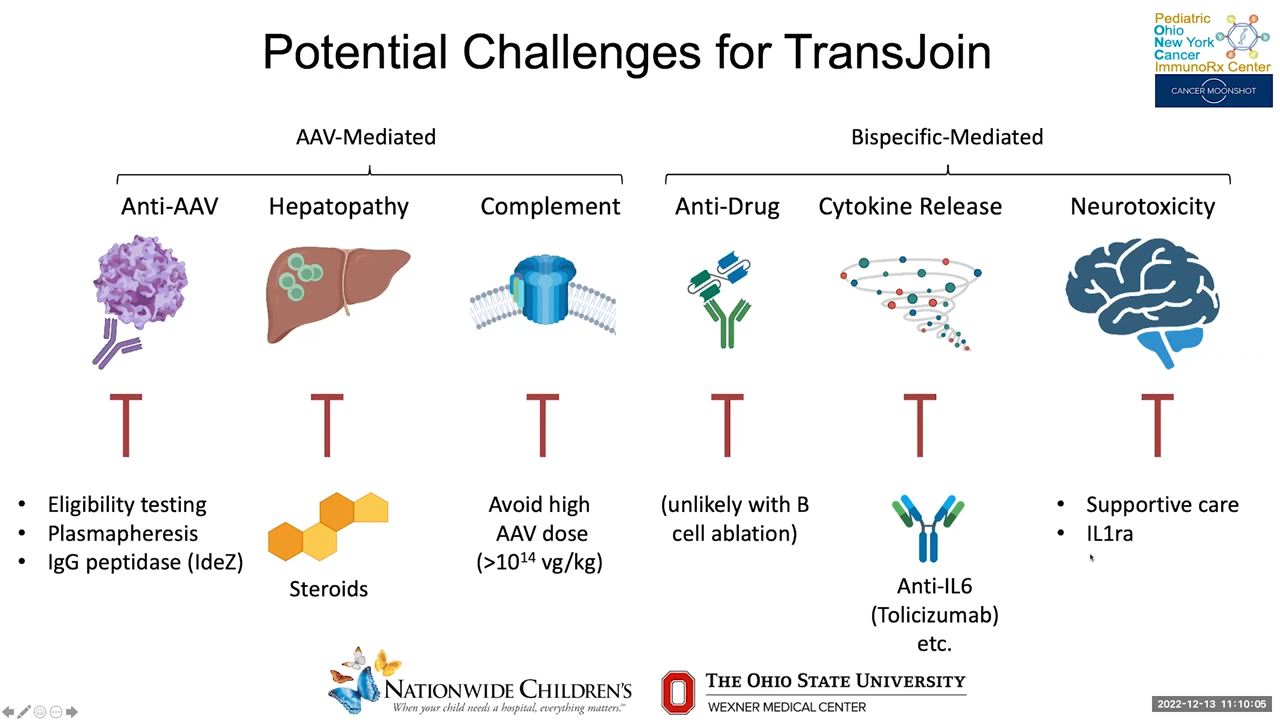 Potential Challenges for TransJoin
Pediatric
Ohio
New York
Cancer
ImmunoRx Center
CANCER MOONSHOT
AAV-Mediated
Bispecific-Mediated
Anti-AAV
Hepatopathy
Complement
Anti-Drug
Cytokine Release
Neurotoxicity
• Eligibility testing
• Plasmapheresis
• IgG peptidase (IdeZ)
Steroids
Avoid high
AAV dose
(>10¹⁴ vg/kg)
(unlikely with B
cell ablation)
Anti-IL6
(Tolicizumab)
etc.
• Supportive care
• IL1ra
NATIONWIDE CHILDREN'S
When your child needs a hospital, everything matters.℠
THE OHIO STATE UNIVERSITY
WEXNER MEDICAL CENTER
2022-12-13 11:10:05